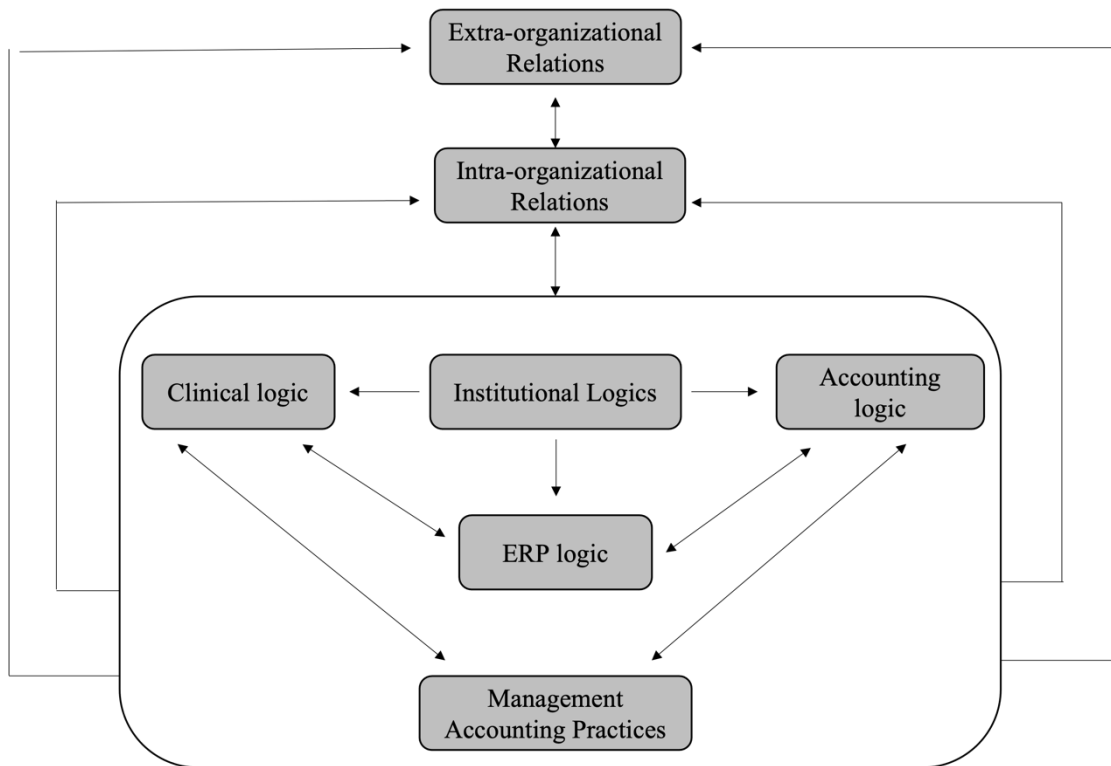 Extra-organizational
Relations
Intra-organizational
Relations
Clinical logic
Institutional Logics
Accounting
logic
ERP logic
Management
Accounting Practices